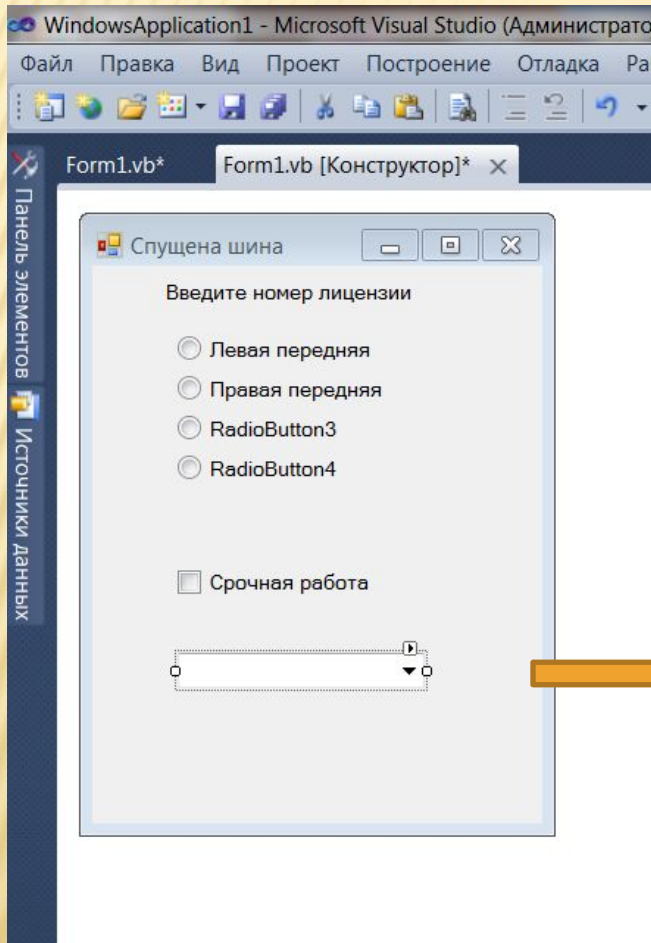 WindowsApplication1 - Microsoft Visual Studio (Администрато
Файл Правка Вид Проект Построение Отладка Ра
Form1.vb* Form1.vb [Конструктор]*
Панель элементов
Источники данных
Спущена шина
Введите номер лицензии
Левая передняя
Правая передняя
RadioButton3
RadioButton4
Срочная работа